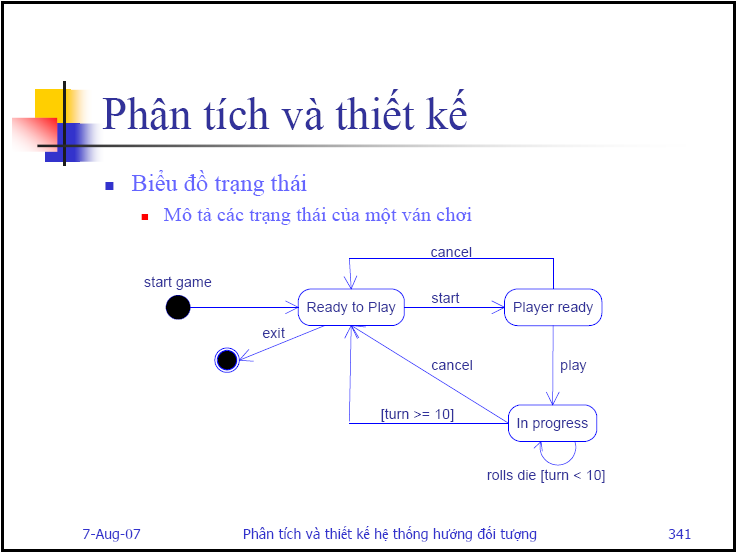 Phân tích và thiết kế
Biểu đồ trạng thái
Mô tả các trạng thái của một ván chơi
cancel
start game
Ready to Play
start
Player ready
exit
cancel
play
[turn >= 10]
In progress
rolls die [turn < 10]
7-Aug-07
Phân tích và thiết kế hệ thống hướng đối tượng
341